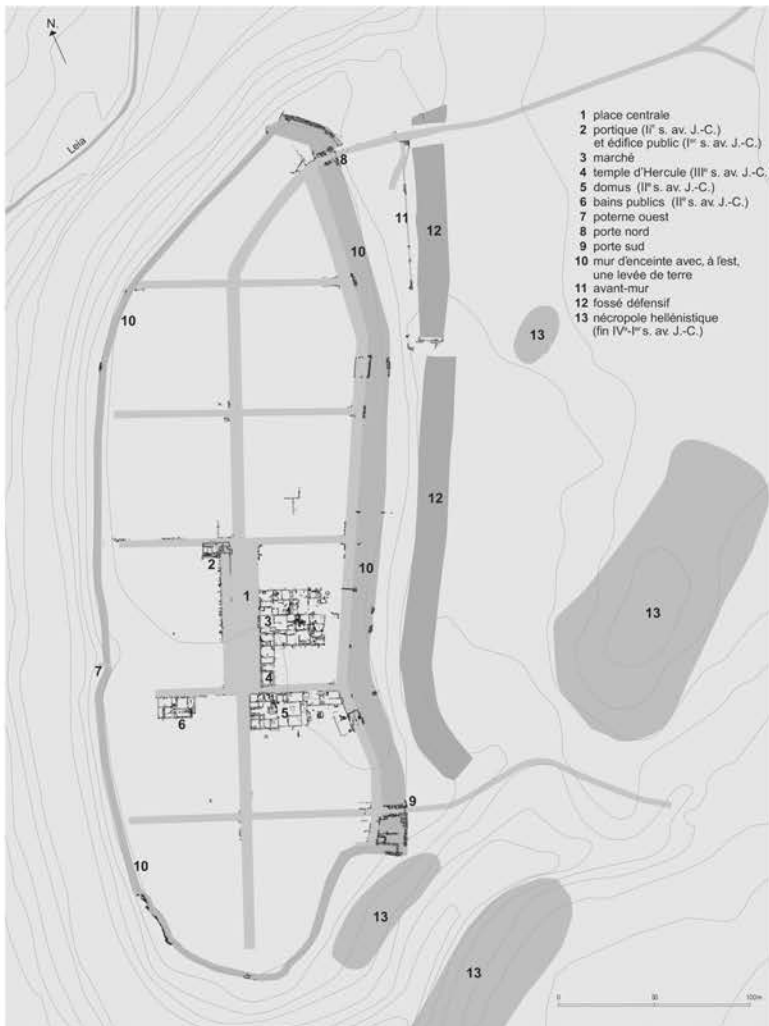 N.
Leia
1 place centrale
2 portique (IIᵉ s. av. J.-C.)
et édifice public (Iᵉʳ s. av. J.-C.)
3 marché
4 temple d'Hercule (IIIᵉ s. av. J.-C.)
5 domus (IIᵉ s. av. J.-C.)
6 bains publics (IIᵉ s. av. J.-C.)
7 poterne ouest
8 porte nord
9 porte sud
10 mur d'enceinte avec, à l'est,
une levée de terre
11 avant-mur
12 fossé défensif
13 nécropole hellénistique
(fin IVᵉ-Iᵉʳ s. av. J.-C.)
8
11
12
10
10
13
12
2
1
10
3
13
7
4
6
5
9
10
13
13
0
50
100m